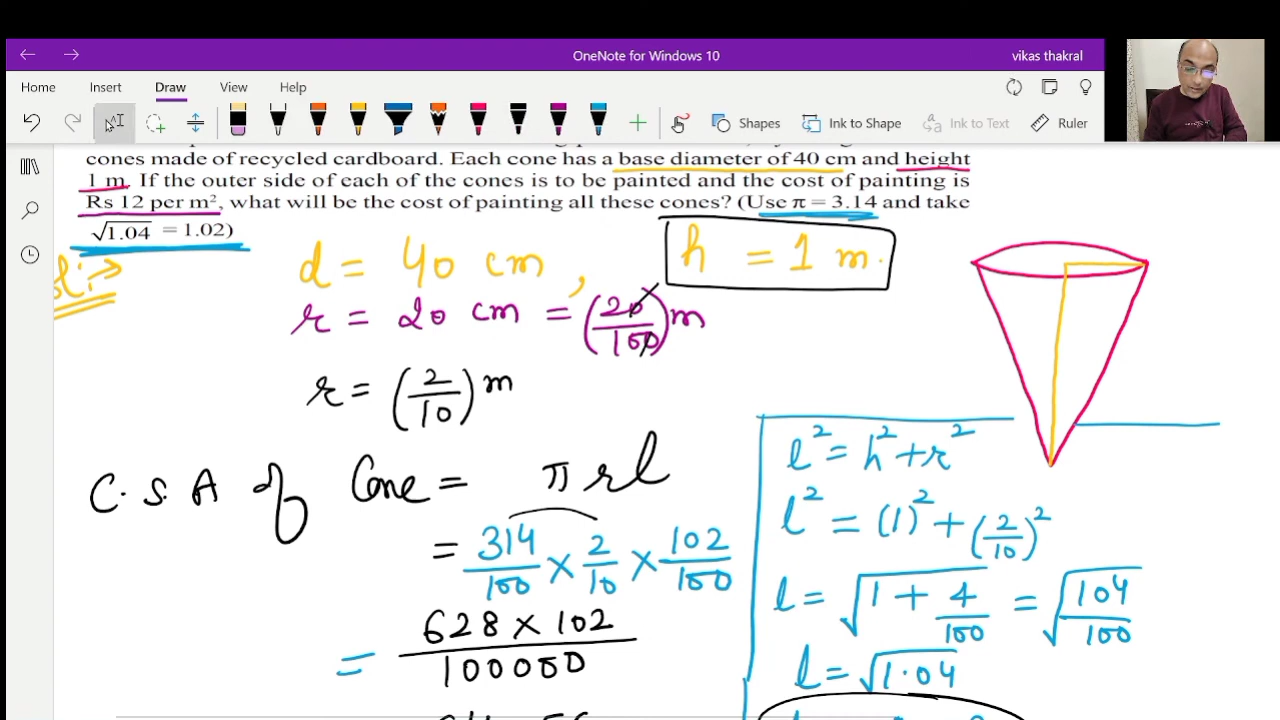 OneNote for Windows 10
vikas thakral
Home Insert Draw View Help
Shapes Ink to Shape Ink to Text Ruler
cones made of recycled cardboard. Each cone has a base diameter of 40 cm and height
1 m. If the outer side of each of the cones is to be painted and the cost of painting is
Rs 12 per m², what will be the cost of painting all these cones? (Use π = 3.14 and take
√1.04 = 1.02)
d = 40 cm, h = 1 m.
r = 20 cm = (20/100) m
r = (2/10) m
C. S. A of Cone = πrl
= 314/100 × 2/10 × 102/100
= 628 × 102 / 100000
l² = h² + r²
l² = (1)² + (2/10)²
l = √1 + 4/100 = √104/100
l = √1.04